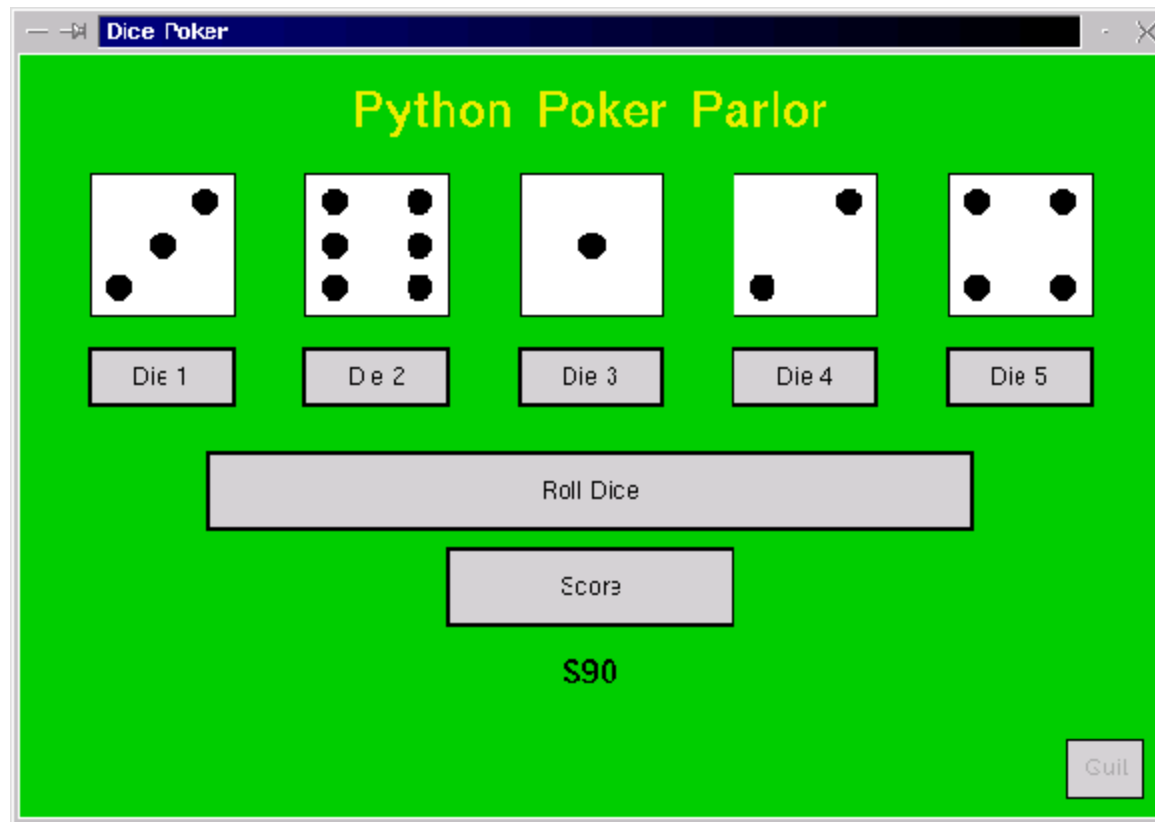 Dice Poker
Python Poker Parlor
Die 1 Die 2 Die 3 Die 4 Die 5
Roll Dice
Score
$90
Quit